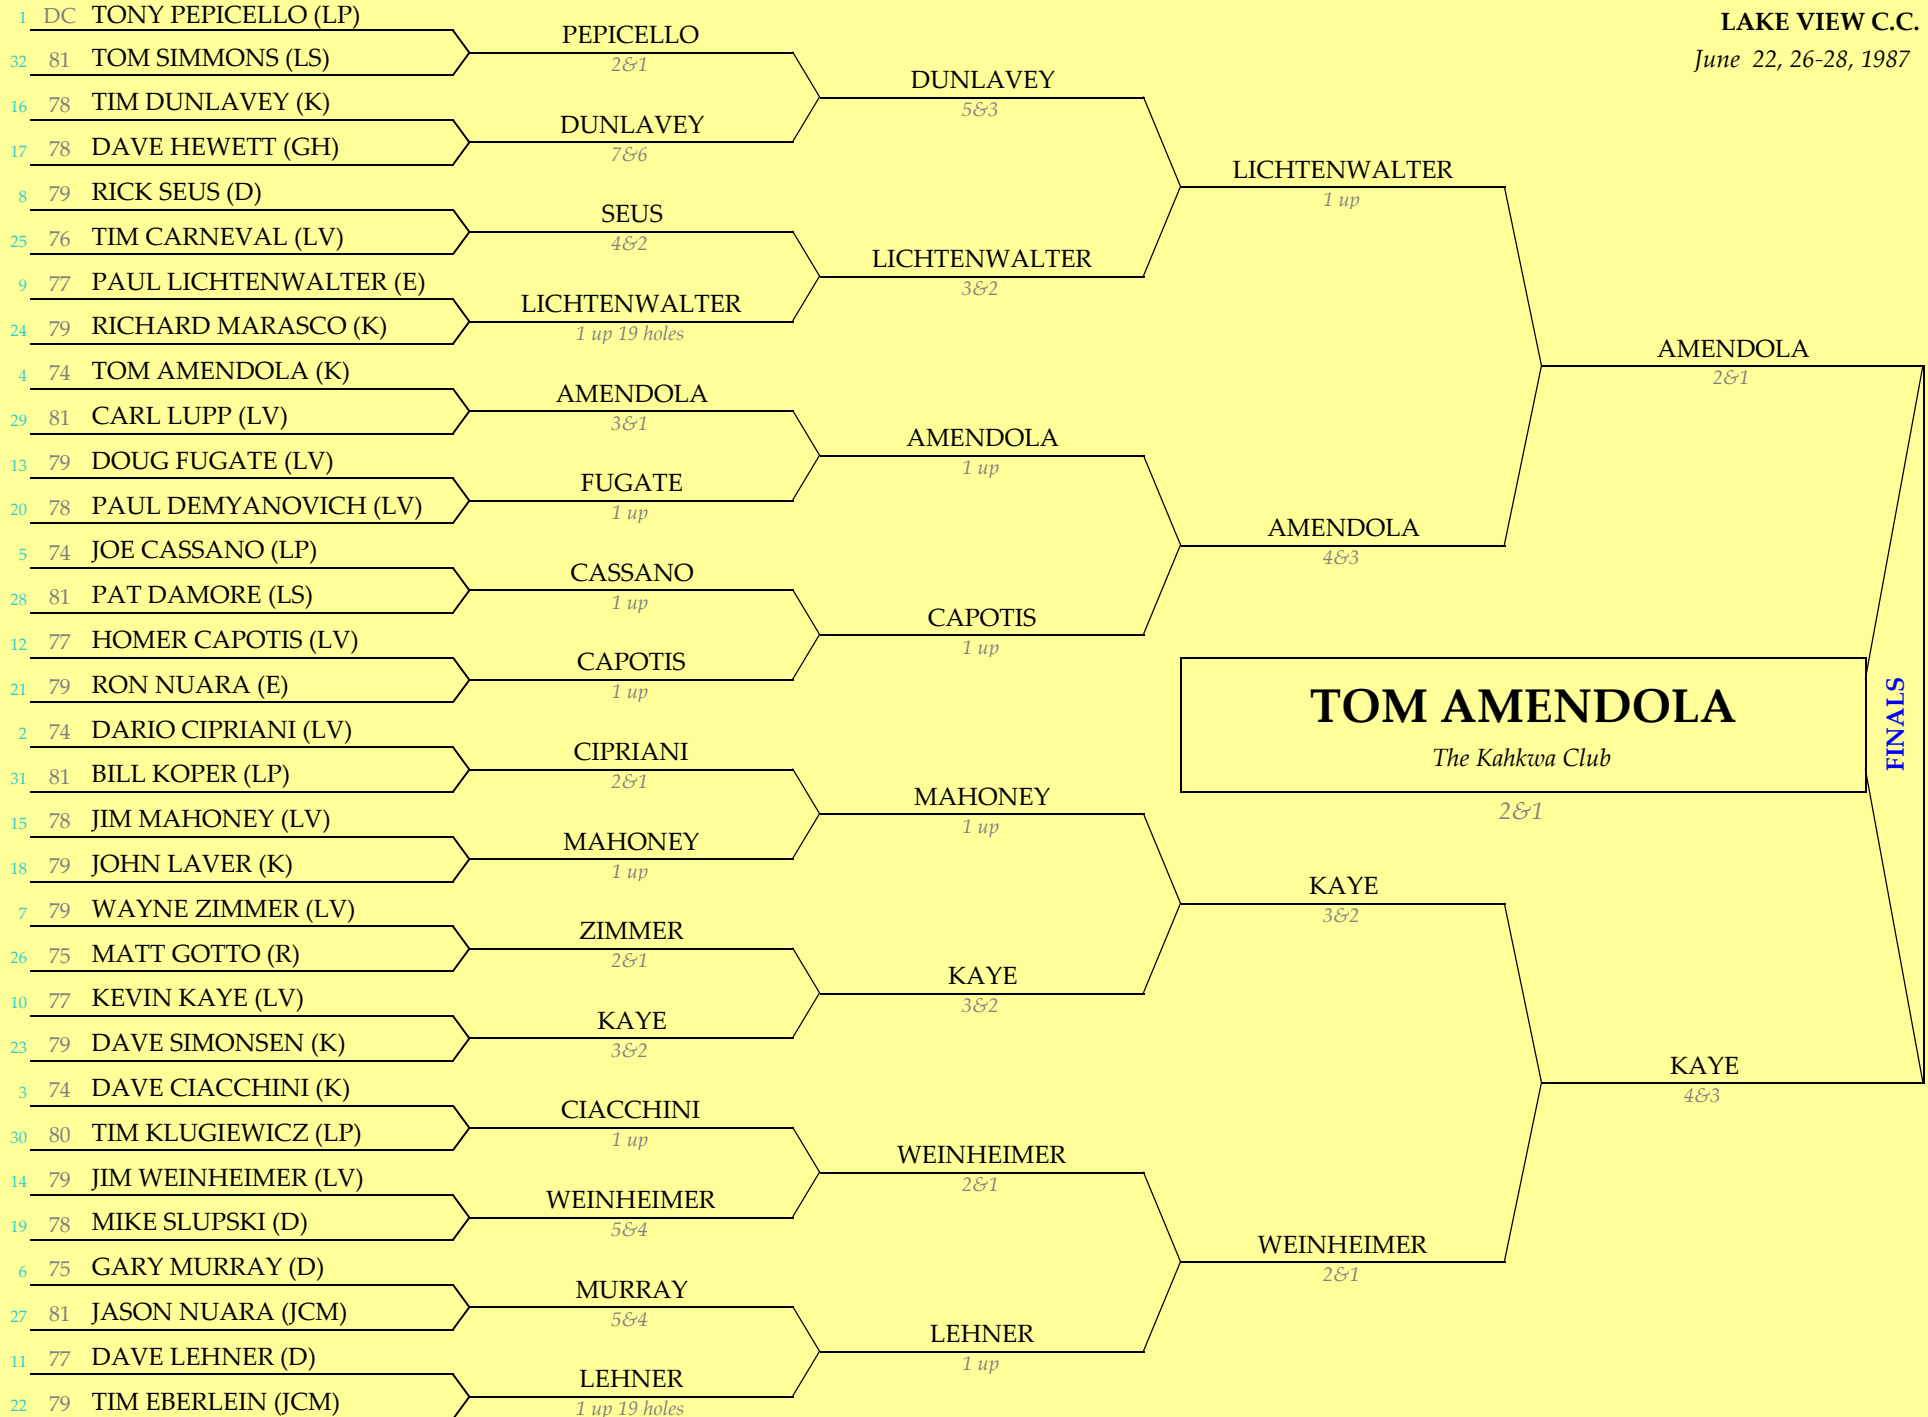 LAKE VIEW C.C.
June 22, 26-28, 1987
1 DC TONY PEPICELLO (LP)
32 81 TOM SIMMONS (LS)
16 78 TIM DUNLAVEY (K)
17 78 DAVE HEWETT (GH)
8 79 RICK SEUS (D)
25 76 TIM CARNEVAL (LV)
9 77 PAUL LICHTENWALTER (E)
24 79 RICHARD MARASCO (K)
4 74 TOM AMENDOLA (K)
29 81 CARL LUPP (LV)
13 79 DOUG FUGATE (LV)
20 78 PAUL DEMYANOVICH (LV)
5 74 JOE CASSANO (LP)
28 81 PAT DAMORE (LS)
12 77 HOMER CAPOTIS (LV)
21 79 RON NUARA (E)
2 74 DARIO CIPRIANI (LV)
31 81 BILL KOPER (LP)
15 78 JIM MAHONEY (LV)
18 79 JOHN LAVER (K)
7 79 WAYNE ZIMMER (LV)
26 75 MATT GOTTO (R)
10 77 KEVIN KAYE (LV)
23 79 DAVE SIMONSEN (K)
3 74 DAVE CIACCHINI (K)
30 80 TIM KLUGIEWICZ (LP)
14 79 JIM WEINHEIMER (LV)
19 78 MIKE SLUPSKI (D)
6 75 GARY MURRAY (D)
27 81 JASON NUARA (JCM)
11 77 DAVE LEHNER (D)
22 79 TIM EBERLEIN (JCM)
PEPICELLO
2&1
DUNLAVEY
7&6
SEUS
4&2
LICHTENWALTER
1 up 19 holes
AMENDOLA
3&1
FUGATE
1 up
CASSANO
1 up
CAPOTIS
1 up
CIPRIANI
2&1
MAHONEY
1 up
ZIMMER
2&1
KAYE
3&2
CIACCHINI
1 up
WEINHEIMER
5&4
MURRAY
5&4
LEHNER
1 up 19 holes
DUNLAVEY
5&3
LICHTENWALTER
3&2
AMENDOLA
1 up
CAPOTIS
1 up
MAHONEY
1 up
KAYE
3&2
WEINHEIMER
2&1
LEHNER
1 up
LICHTENWALTER
1 up
AMENDOLA
4&3
KAYE
3&2
WEINHEIMER
2&1
AMENDOLA
2&1
KAYE
4&3
TOM AMENDOLA
The Kahkwa Club
2&1
FINALS